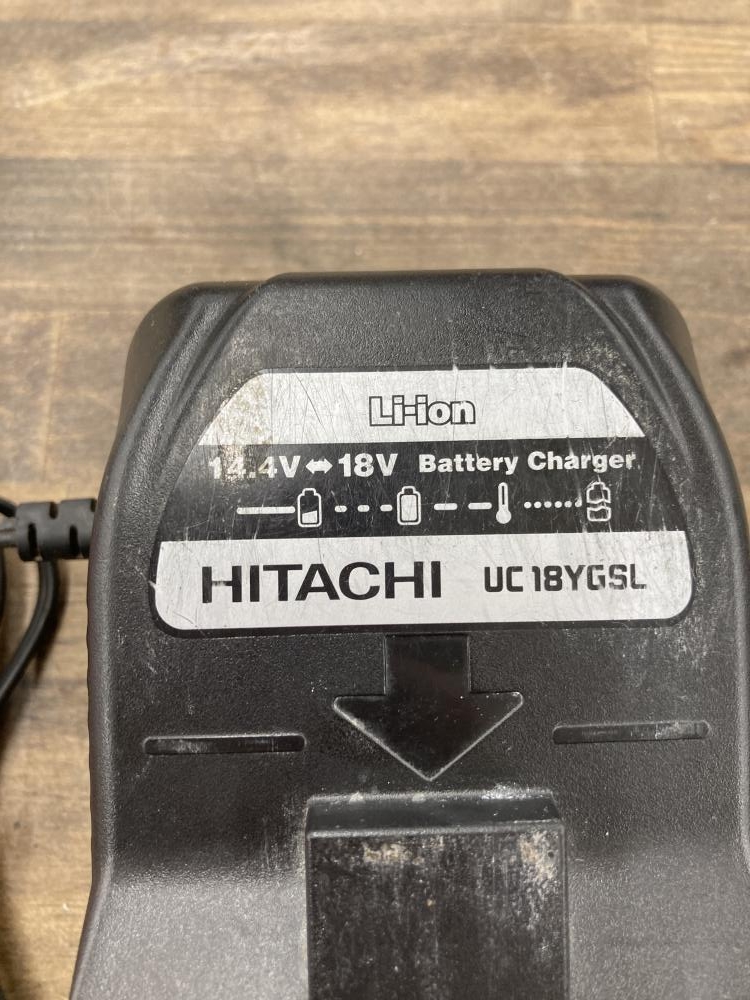 Li-ion
14.4V ⇔ 18V Battery Charger
HITACHI UC18YGSL